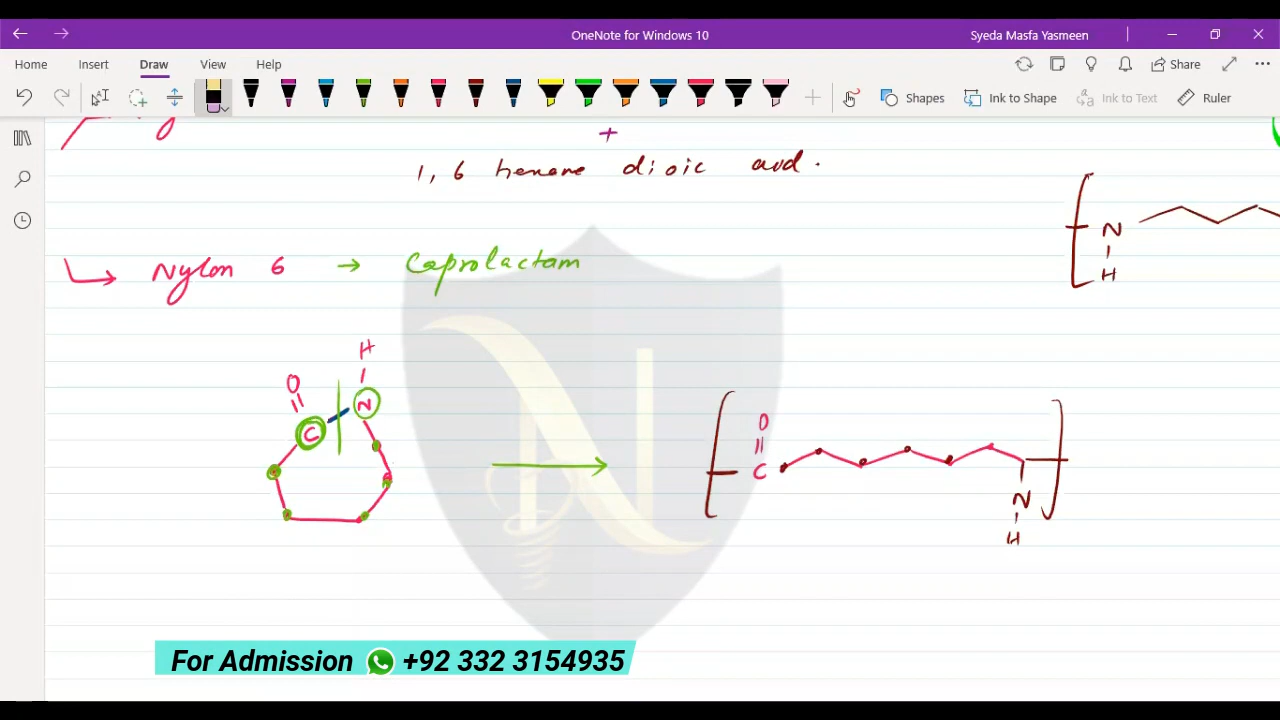 OneNote for Windows 10
Syeda Masfa Yasmeen
Home Insert Draw View Help
Share
Shapes Ink to Shape Ink to Text Ruler
+
1, 6 hexane dioic acid.
N
H
Nylon 6 → Caprolactam
H
O N
C
O
C
N
H
For Admission +92 332 3154935